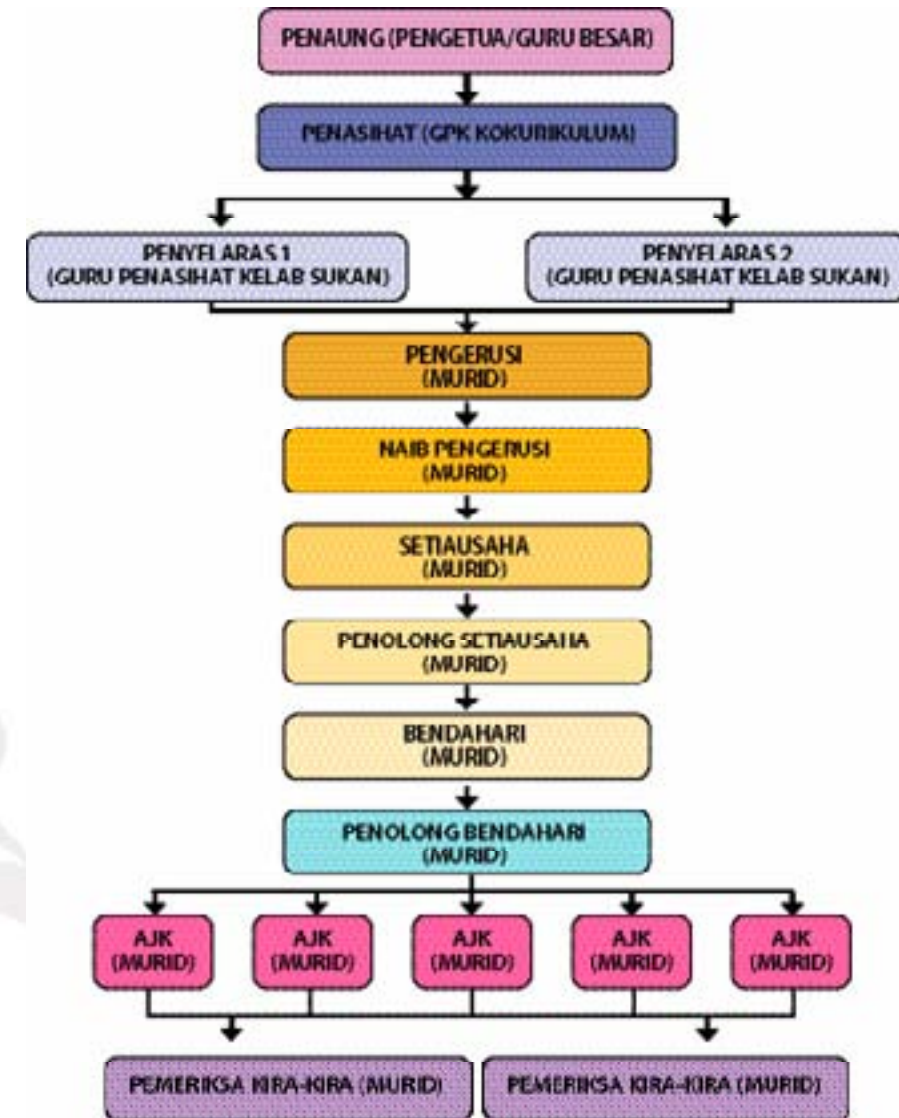 PENAUNG (PENGETUA/GURU BESAR)
PENASIHAT (GPK KOKURIKULUM)
PENYELARAS 1
(GURU PENASIHAT KELAB SUKAN)
PENYELARAS 2
(GURU PENASIHAT KELAB SUKAN)
PENGERUSI
(MURID)
NAIB PENGERUSI
(MURID)
SETIAUSAHA
(MURID)
PENOLONG SETIAUSAHA
(MURID)
BENDAHARI
(MURID)
PENOLONG BENDAHARI
(MURID)
AJK
(MURID)
AJK
(MURID)
AJK
(MURID)
AJK
(MURID)
AJK
(MURID)
PEMERIKSA KIRA-KIRA (MURID)
PEMERIKSA KIRA-KIRA (MURID)